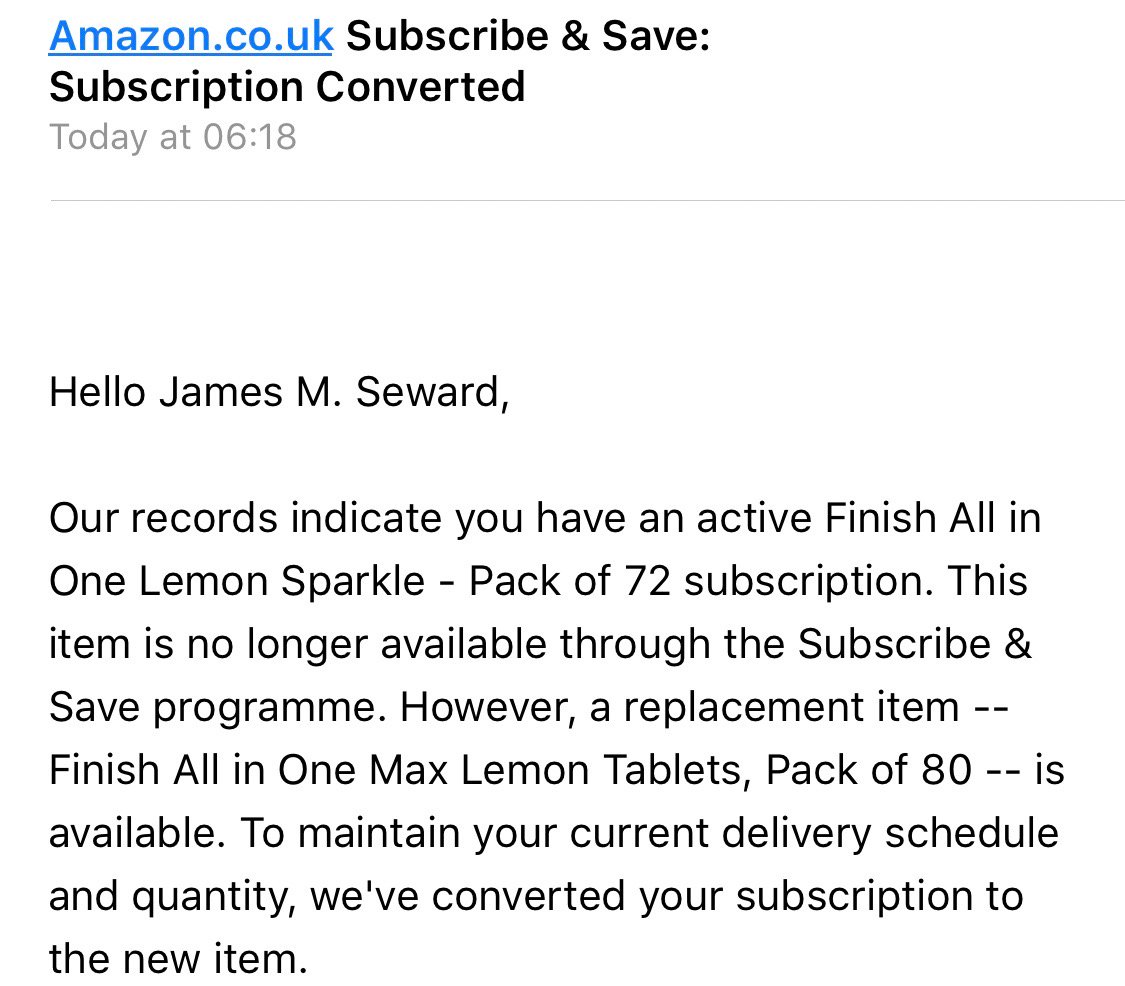 Amazon.co.uk Subscribe & Save:
Subscription Converted
Today at 06:18
Hello James M. Seward,
Our records indicate you have an active Finish All in
One Lemon Sparkle - Pack of 72 subscription. This
item is no longer available through the Subscribe &
Save programme. However, a replacement item --
Finish All in One Max Lemon Tablets, Pack of 80 -- is
available. To maintain your current delivery schedule
and quantity, we've converted your subscription to
the new item.